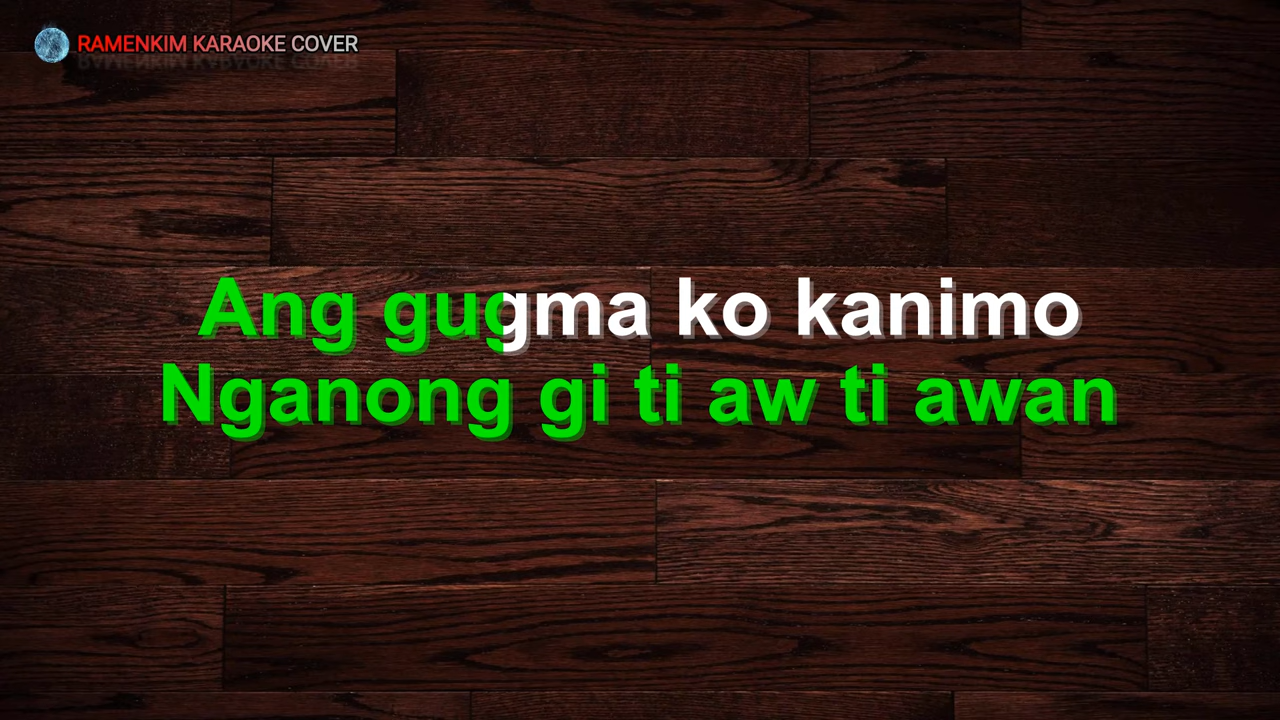 RAMENKIM KARAOKE COVER
Ang gugma ko kanimo
Nganong gi ti aw ti awan